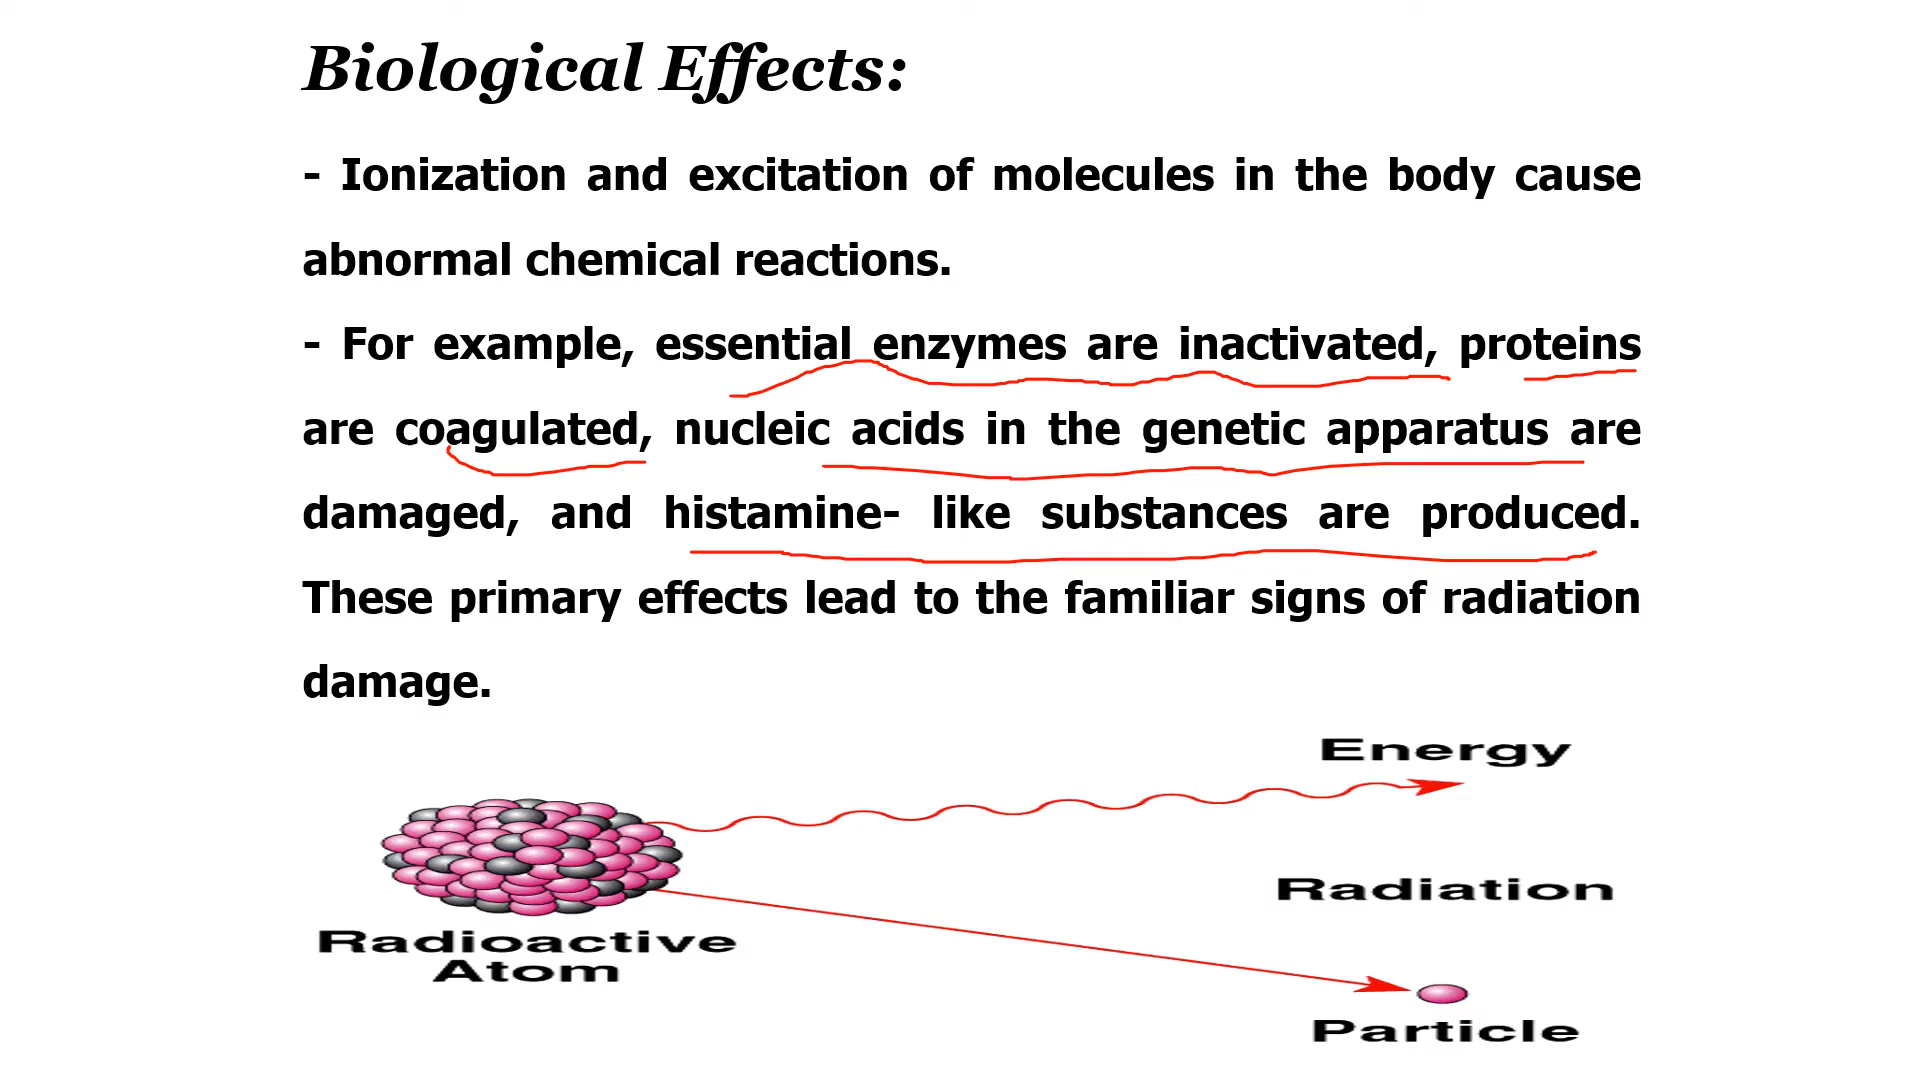 Biological Effects:
- Ionization and excitation of molecules in the body cause
abnormal chemical reactions.
- For example, essential enzymes are inactivated, proteins
are coagulated, nucleic acids in the genetic apparatus are
damaged, and histamine- like substances are produced.
These primary effects lead to the familiar signs of radiation
damage.
Energy
Radiation
Radioactive
Atom
Particle